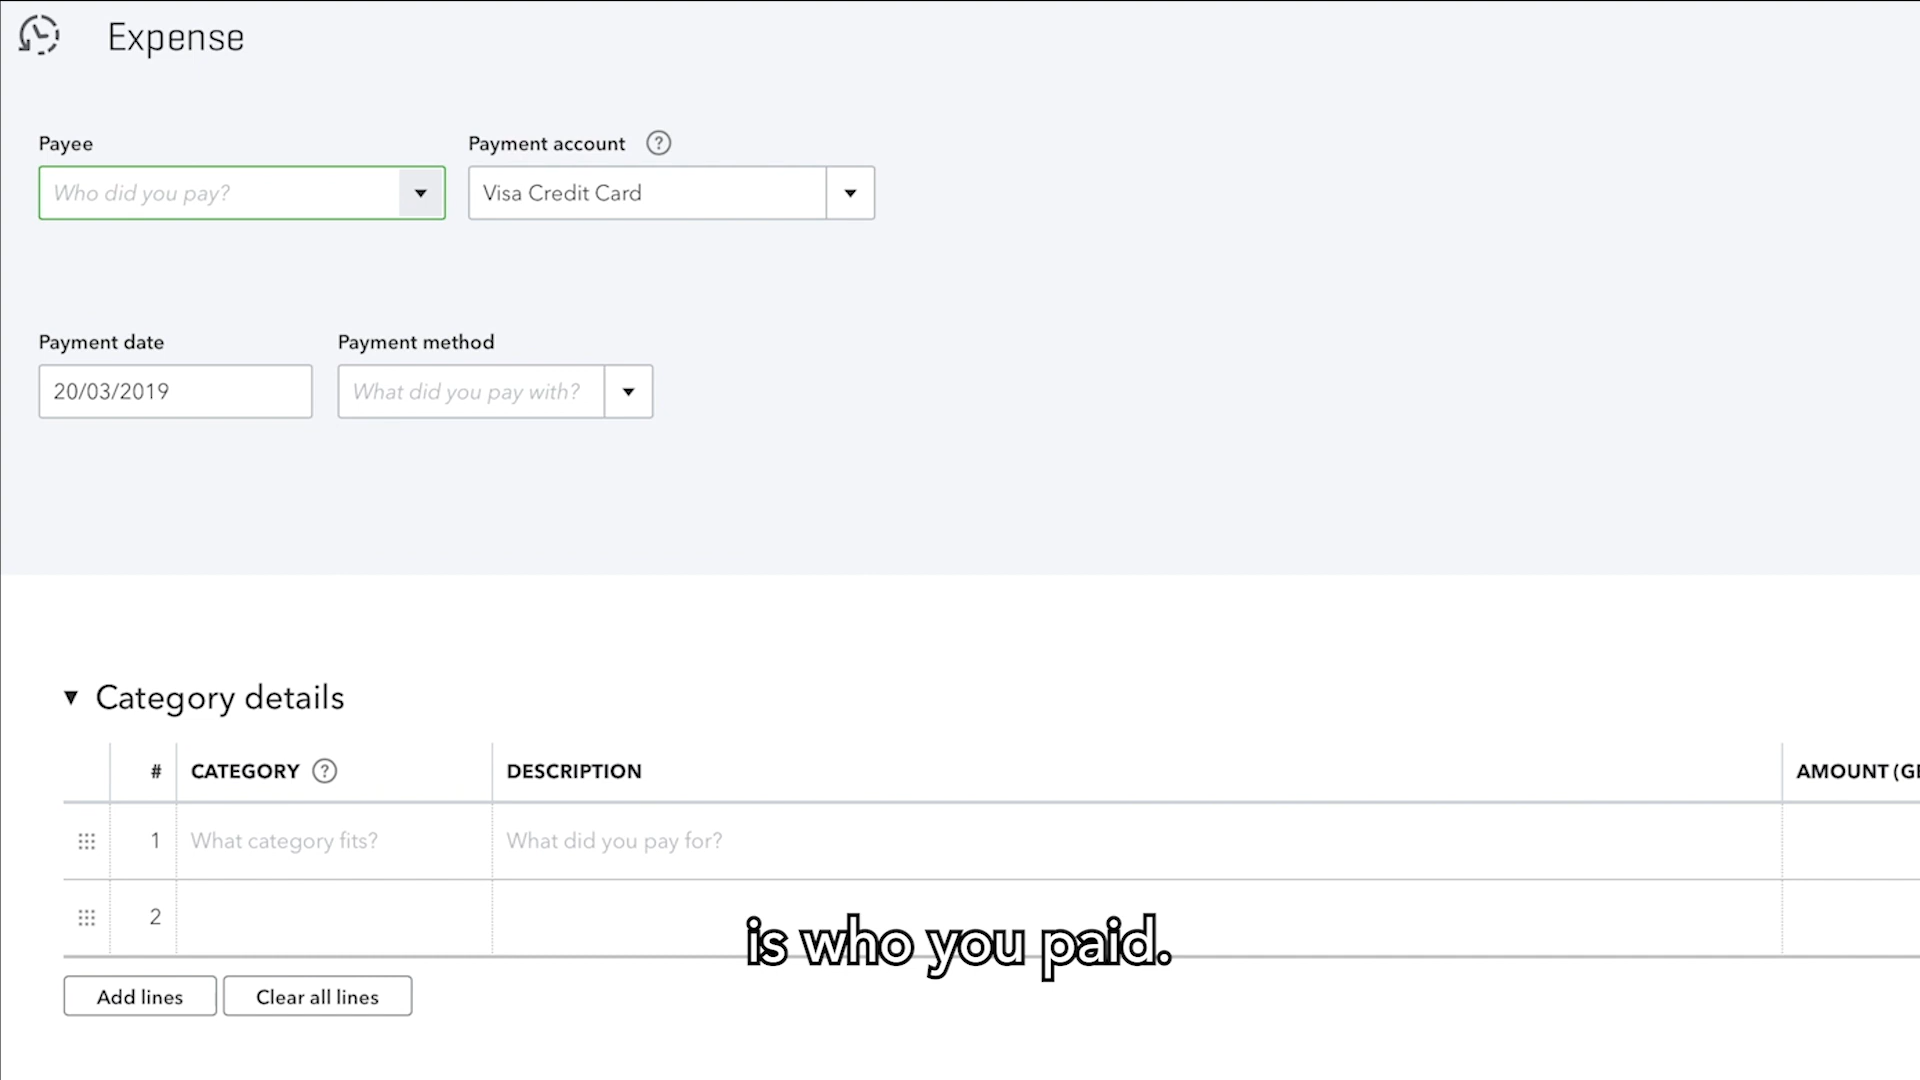 Expense
Payee
Payment account ?
Who did you pay?
Visa Credit Card
Payment date
Payment method
20/03/2019
What did you pay with?
Category details
# CATEGORY ? DESCRIPTION AMOUNT (GB
1 What category fits? What did you pay for?
2
is who you paid.
Add lines
Clear all lines